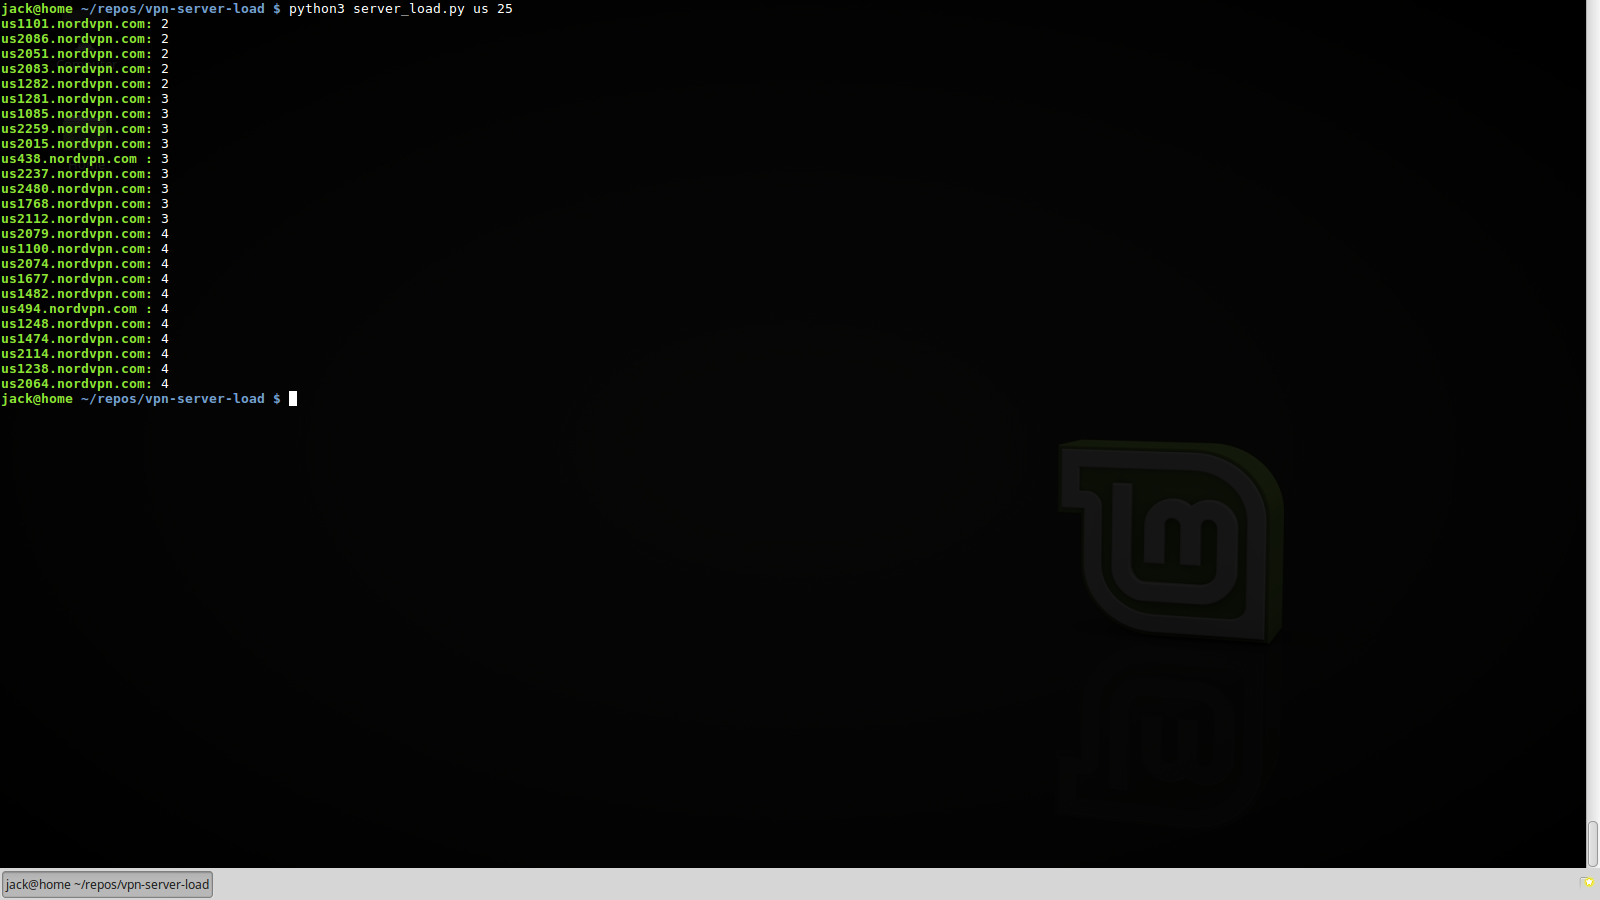 jack@home ~/repos/vpn-server-load $ python3 server_load.py us 25
us1101.nordvpn.com: 2
us2086.nordvpn.com: 2
us2051.nordvpn.com: 2
us2083.nordvpn.com: 2
us1282.nordvpn.com: 2
us1281.nordvpn.com: 3
us1085.nordvpn.com: 3
us2259.nordvpn.com: 3
us2015.nordvpn.com: 3
us438.nordvpn.com : 3
us2237.nordvpn.com: 3
us2480.nordvpn.com: 3
us1768.nordvpn.com: 3
us2112.nordvpn.com: 3
us2079.nordvpn.com: 4
us1100.nordvpn.com: 4
us2074.nordvpn.com: 4
us1677.nordvpn.com: 4
us1482.nordvpn.com: 4
us494.nordvpn.com : 4
us1248.nordvpn.com: 4
us1474.nordvpn.com: 4
us2114.nordvpn.com: 4
us1238.nordvpn.com: 4
us2064.nordvpn.com: 4
jack@home ~/repos/vpn-server-load $
jack@home ~/repos/vpn-server-load